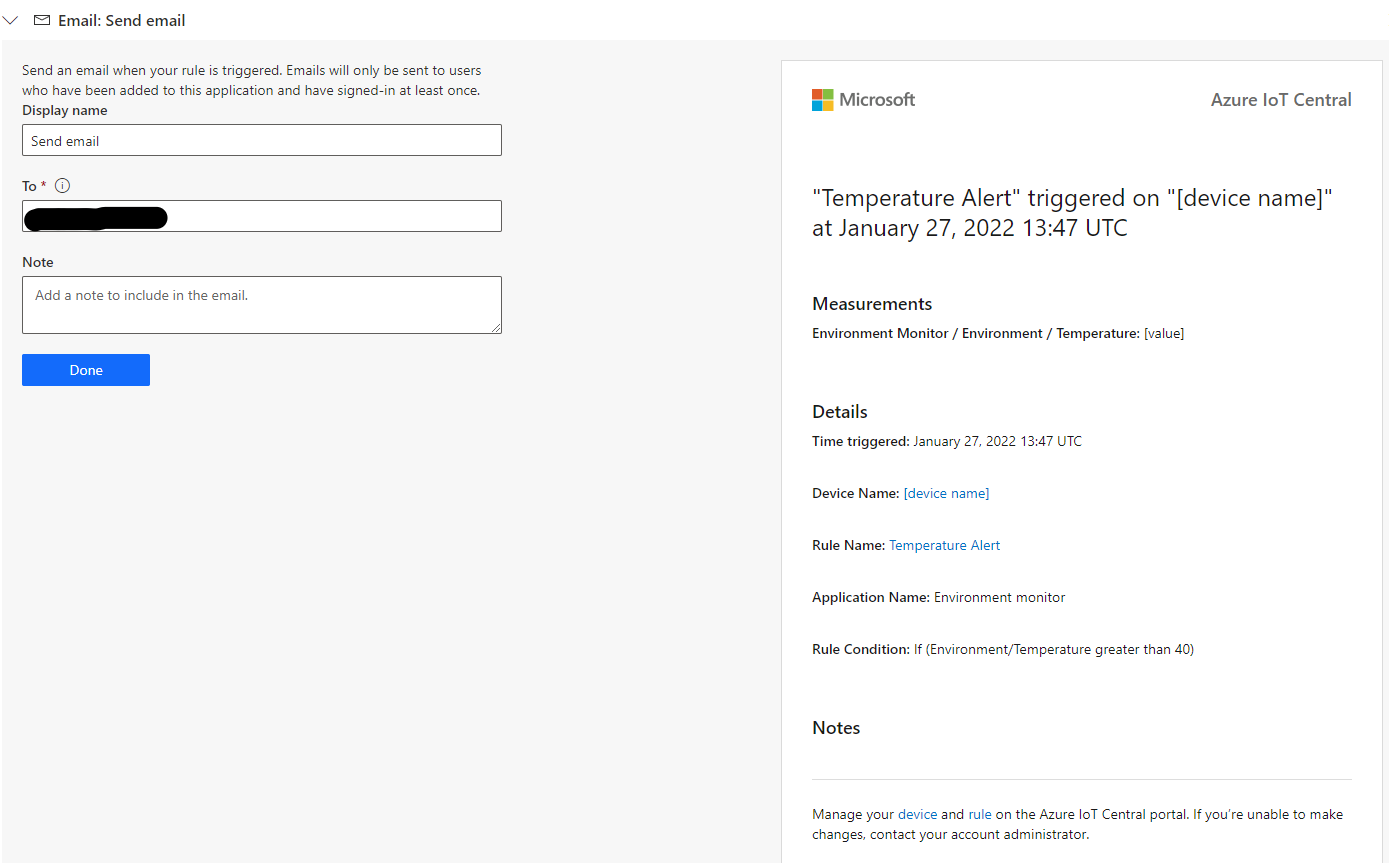 Email: Send email
Send an email when your rule is triggered. Emails will only be sent to users
who have been added to this application and have signed-in at least once.
Display name
Send email
To *
Note
Add a note to include in the email.
Done
Microsoft
Azure IoT Central
"Temperature Alert" triggered on "[device name]"
at January 27, 2022 13:47 UTC
Measurements
Environment Monitor / Environment / Temperature: [value]
Details
Time triggered: January 27, 2022 13:47 UTC
Device Name: [device name]
Rule Name: Temperature Alert
Application Name: Environment monitor
Rule Condition: If (Environment/Temperature greater than 40)
Notes
Manage your device and rule on the Azure IoT Central portal. If you’re unable to make
changes, contact your account administrator.